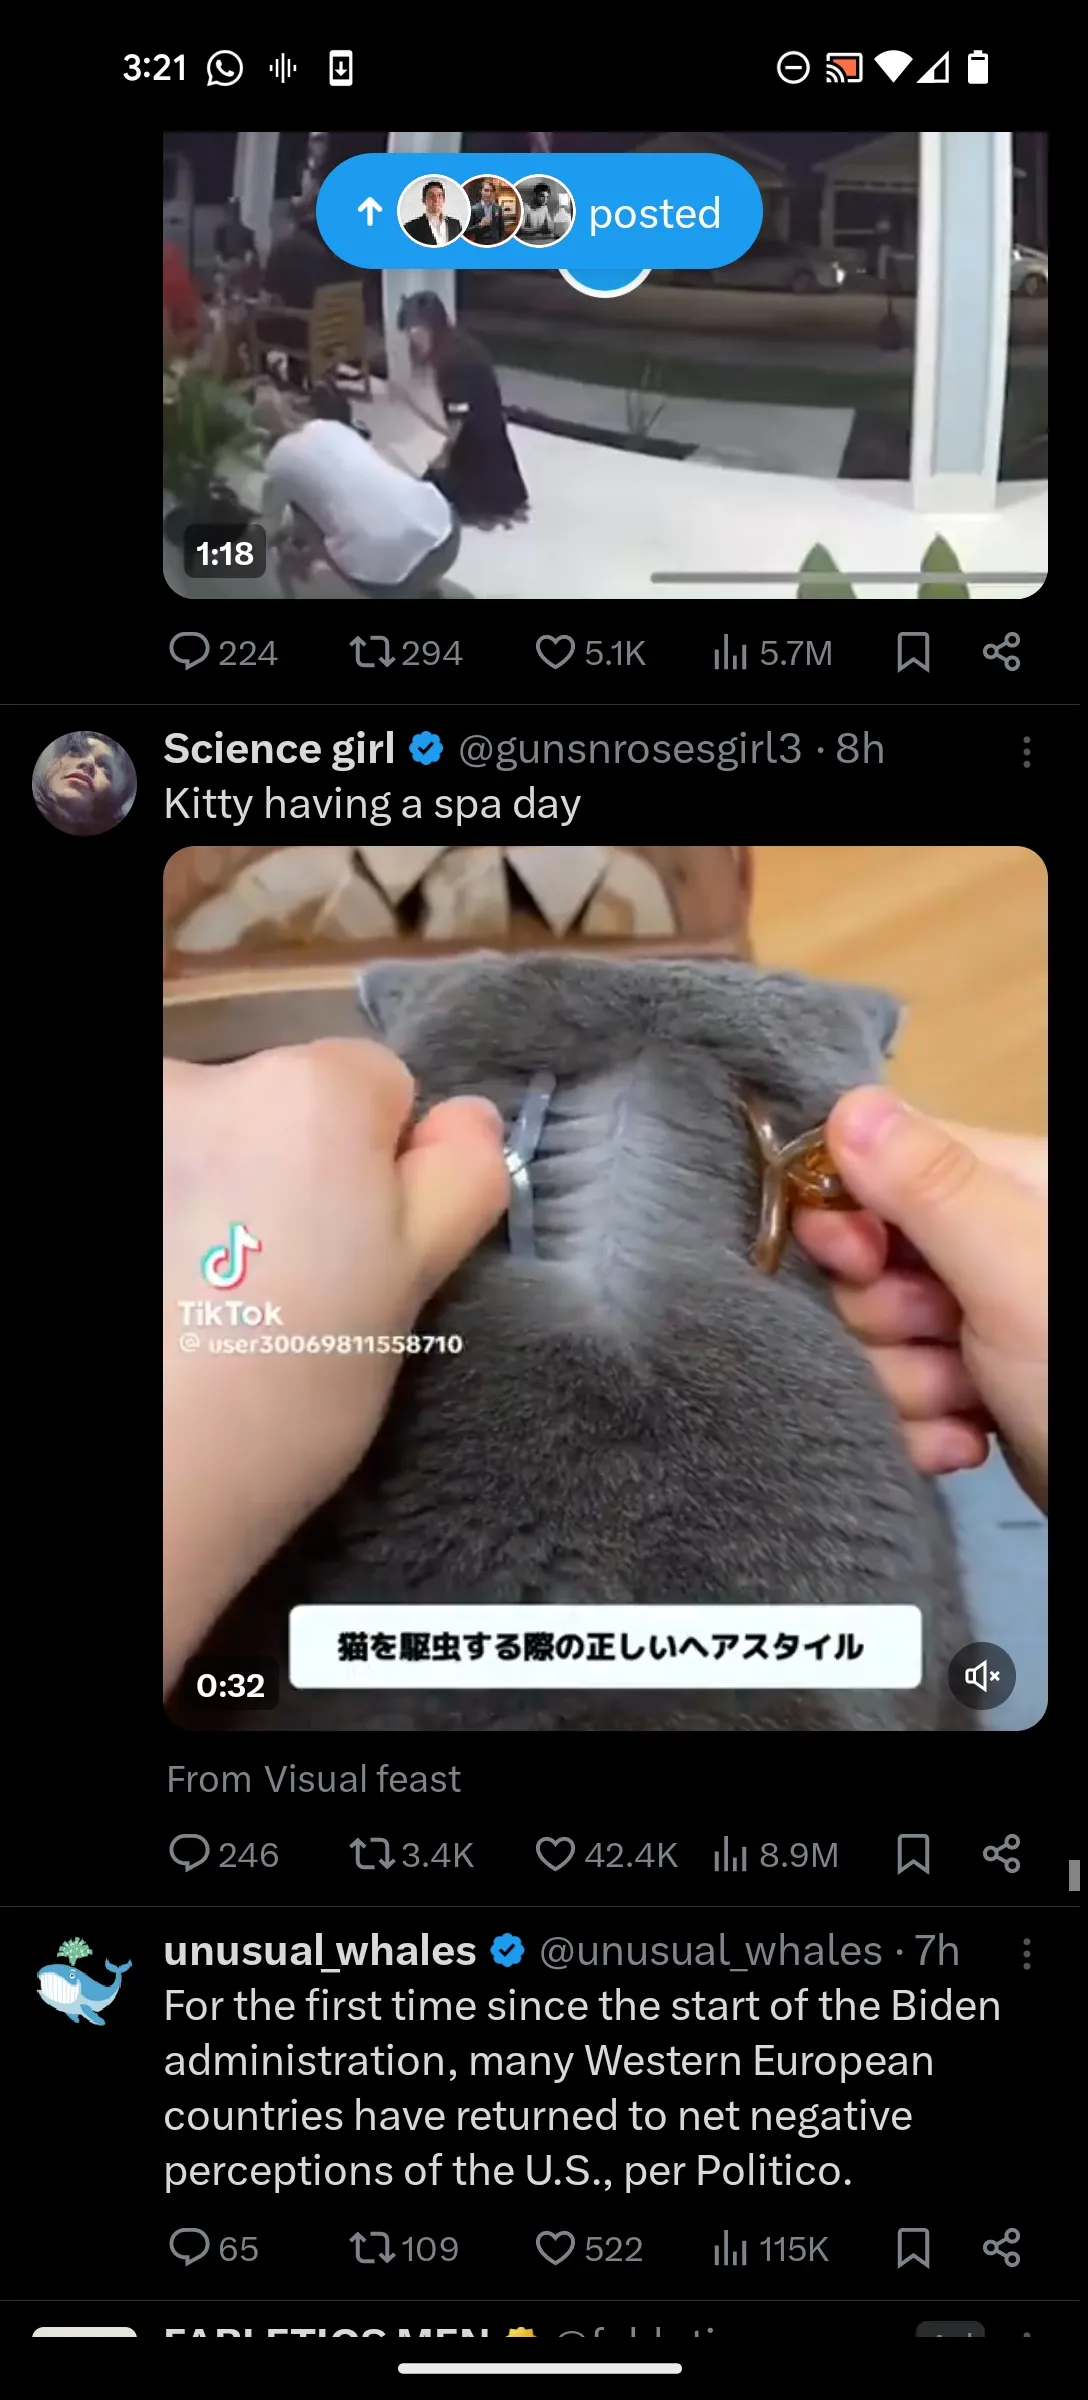 3:21
posted
1:18
224 294 5.1K 5.7M
Science girl @gunsnrosesgirl3 · 8h
Kitty having a spa day
TikTok
@ user30069811558710
猫を駆虫する際の正しいヘアスタイル
0:32
From Visual feast
246 3.4K 42.4K 8.9M
unusual_whales @unusual_whales · 7h
For the first time since the start of the Biden
administration, many Western European
countries have returned to net negative
perceptions of the U.S., per Politico.
65 109 522 115K
FABLETICS MEN